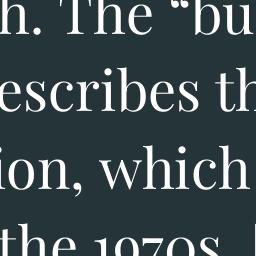 h. The “bu
escribes th
ion, which
the 1970s.